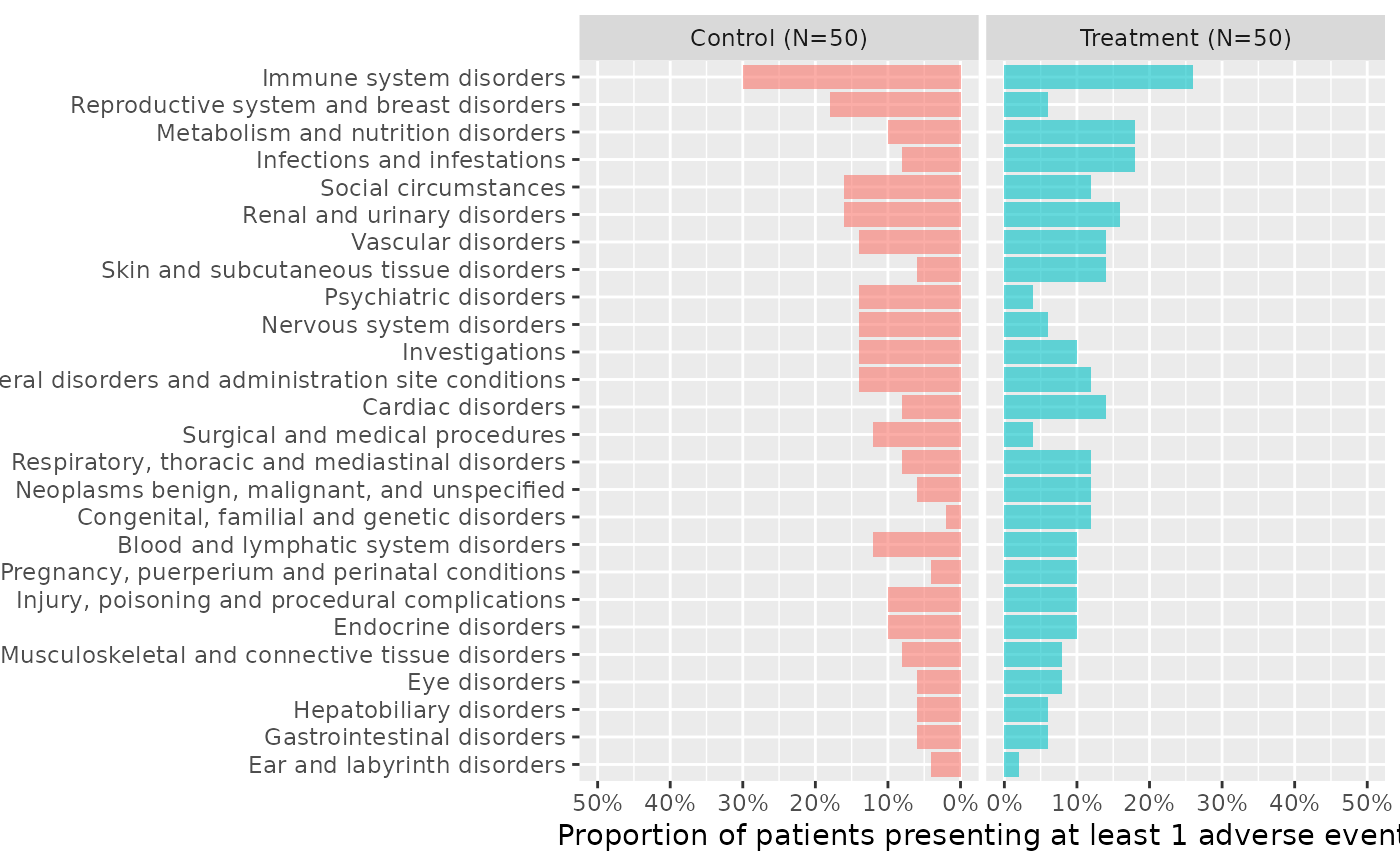 Control (N=50) Treatment (N=50)
Immune system disorders
Reproductive system and breast disorders
Metabolism and nutrition disorders
Infections and infestations
Social circumstances
Renal and urinary disorders
Vascular disorders
Skin and subcutaneous tissue disorders
Psychiatric disorders
Nervous system disorders
Investigations
eral disorders and administration site conditions
Cardiac disorders
Surgical and medical procedures
Respiratory, thoracic and mediastinal disorders
Neoplasms benign, malignant, and unspecified
Congenital, familial and genetic disorders
Blood and lymphatic system disorders
Pregnancy, puerperium and perinatal conditions
Injury, poisoning and procedural complications
Endocrine disorders
Musculoskeletal and connective tissue disorders
Eye disorders
Hepatobiliary disorders
Gastrointestinal disorders
Ear and labyrinth disorders
50% 40% 30% 20% 10% 0% 0% 10% 20% 30% 40% 50%
Proportion of patients presenting at least 1 adverse event